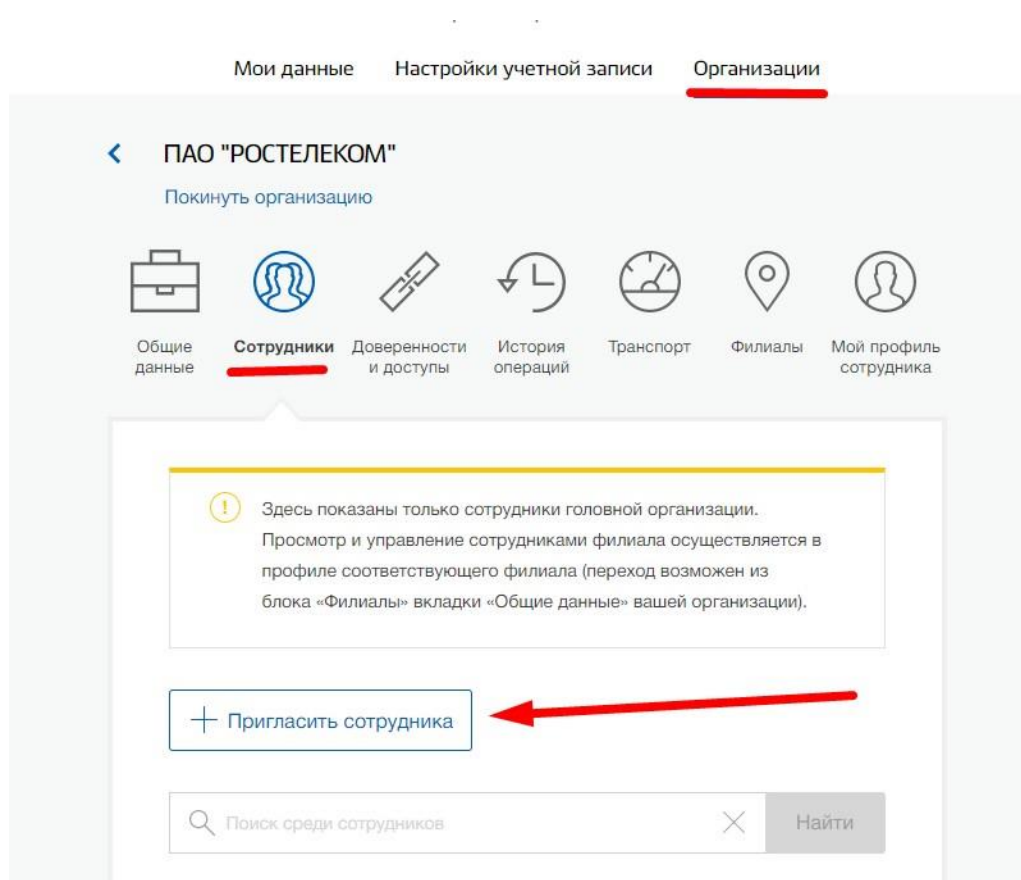 Мои данные Настройки учетной записи Организации
ПАО "РОСТЕЛЕКОМ"
Покинуть организацию
Общие данные
Сотрудники
Доверенности и доступы
История операций
Транспорт
Филиалы
Мой профиль сотрудника
Здесь показаны только сотрудники головной организации.
Просмотр и управление сотрудниками филиала осуществляется в
профиле соответствующего филиала (переход возможен из
блока «Филиалы» вкладки «Общие данные» вашей организации).
Пригласить сотрудника
Поиск среди сотрудников Найти